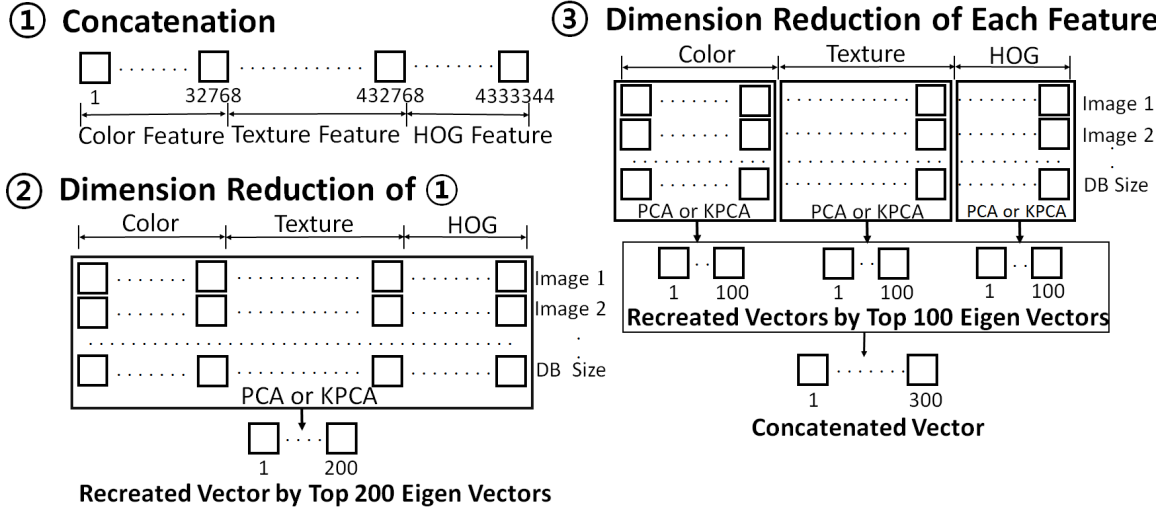 ① Concatenation
1 32768 432768 4333344
Color Feature Texture Feature HOG Feature
② Dimension Reduction of ①
Color Texture HOG
Image 1
Image 2
DB Size
PCA or KPCA
1 200
Recreated Vector by Top 200 Eigen Vectors
③ Dimension Reduction of Each Feature
Color Texture HOG
Image 1
Image 2
DB Size
PCA or KPCA PCA or KPCA PCA or KPCA
1 100 1 100 1 100
Recreated Vectors by Top 100 Eigen Vectors
1 300
Concatenated Vector